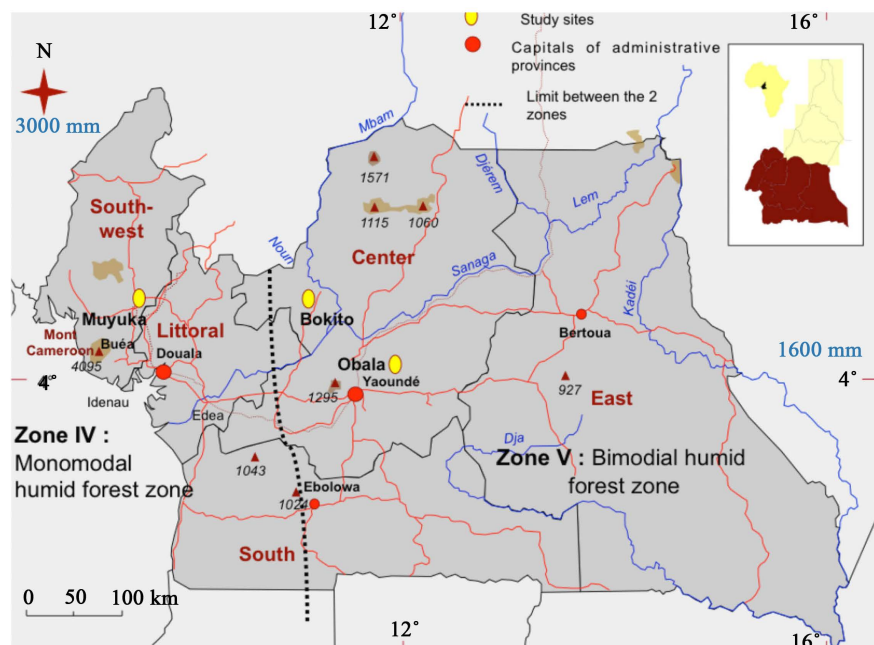 12°
16°
Study sites
Capitals of administrative
provinces
Limit between the 2
zones
N
3000 mm
Mbam
Djérem
Lem
1571
1115
1060
South-
west
Center
Noun
Sanaga
Kadéi
Muyuka
Littoral
Bokito
Bertoua
Mont
Cameroon
Buéa
Douala
4095
Obala
Yaoundé
1600 mm
4°
4°
1295
927
East
Idenau
Edea
Zone IV :
Monomodal
humid forest zone
Dja
Zone V : Bimodial humid
forest zone
1043
Ebolowa
1024
South
0 50 100 km
12°
16°